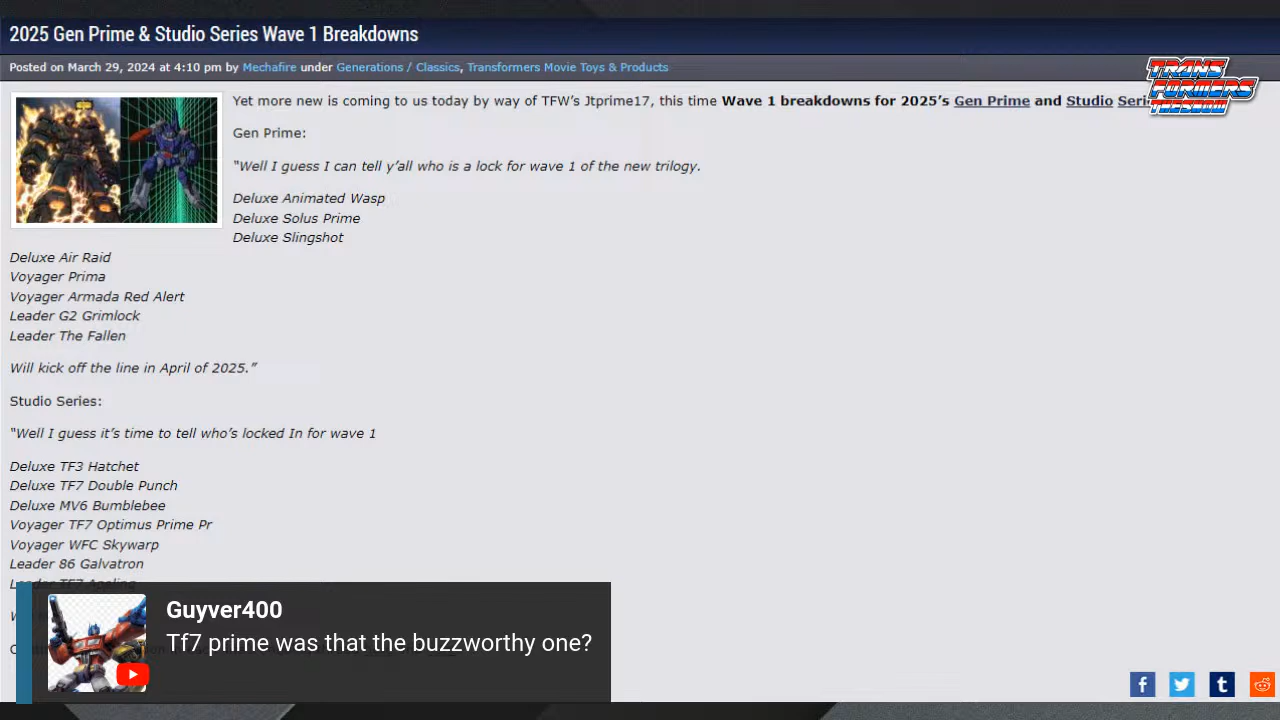 2025 Gen Prime & Studio Series Wave 1 Breakdowns
Posted on March 29, 2024 at 4:10 pm by Mechafire under Generations / Classics, Transformers Movie Toys & Products
TRANS
FORMERS
THESHOW
Yet more new is coming to us today by way of TFW's Jtprime17, this time Wave 1 breakdowns for 2025's Gen Prime and Studio
Gen Prime:
“Well I guess I can tell y'all who is a lock for wave 1 of the new trilogy.
Deluxe Animated Wasp
Deluxe Solus Prime
Deluxe Slingshot
Deluxe Air Raid
Voyager Prima
Voyager Armada Red Alert
Leader G2 Grimlock
Leader The Fallen
Will kick off the line in April of 2025.”
Studio Series:
“Well I guess it's time to tell who's locked In for wave 1
Deluxe TF3 Hatchet
Deluxe TF7 Double Punch
Deluxe MV6 Bumblebee
Voyager TF7 Optimus Prime Pr
Voyager WFC Skywarp
Leader 86 Galvatron
Leader TF7
Guyver400
Tf7 prime was that the buzzworthy one?